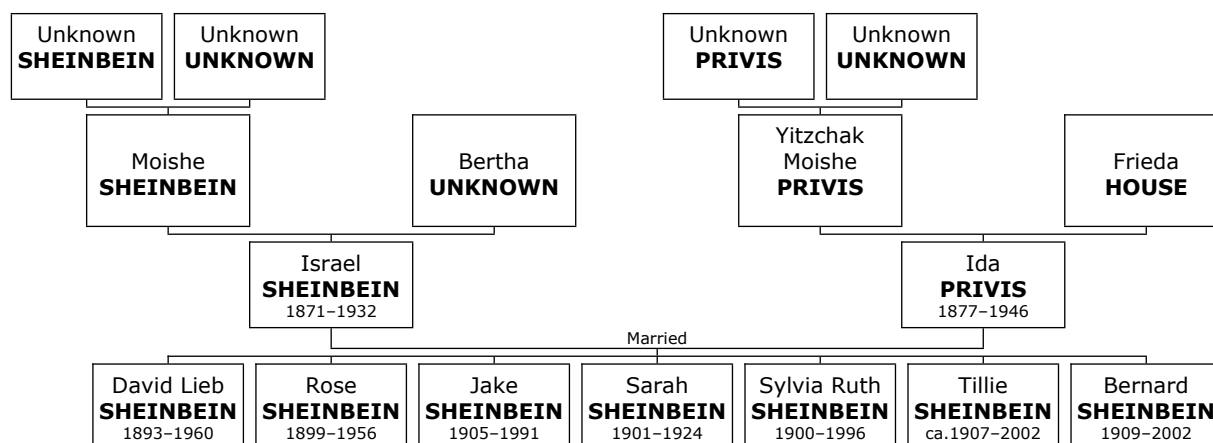 Unknown
SHEINBEIN
Unknown
UNKNOWN
Unknown
PRIVIS
Unknown
UNKNOWN
Moishe
SHEINBEIN
Bertha
UNKNOWN
Yitzchak
Moishe
PRIVIS
Frieda
HOUSE
Israel
SHEINBEIN
1871–1932
Ida
PRIVIS
1877–1946
Married
David Lieb
SHEINBEIN
1893–1960
Rose
SHEINBEIN
1899–1956
Jake
SHEINBEIN
1905–1991
Sarah
SHEINBEIN
1901–1924
Sylvia Ruth
SHEINBEIN
1900–1996
Tillie
SHEINBEIN
ca.1907–2002
Bernard
SHEINBEIN
1909–2002